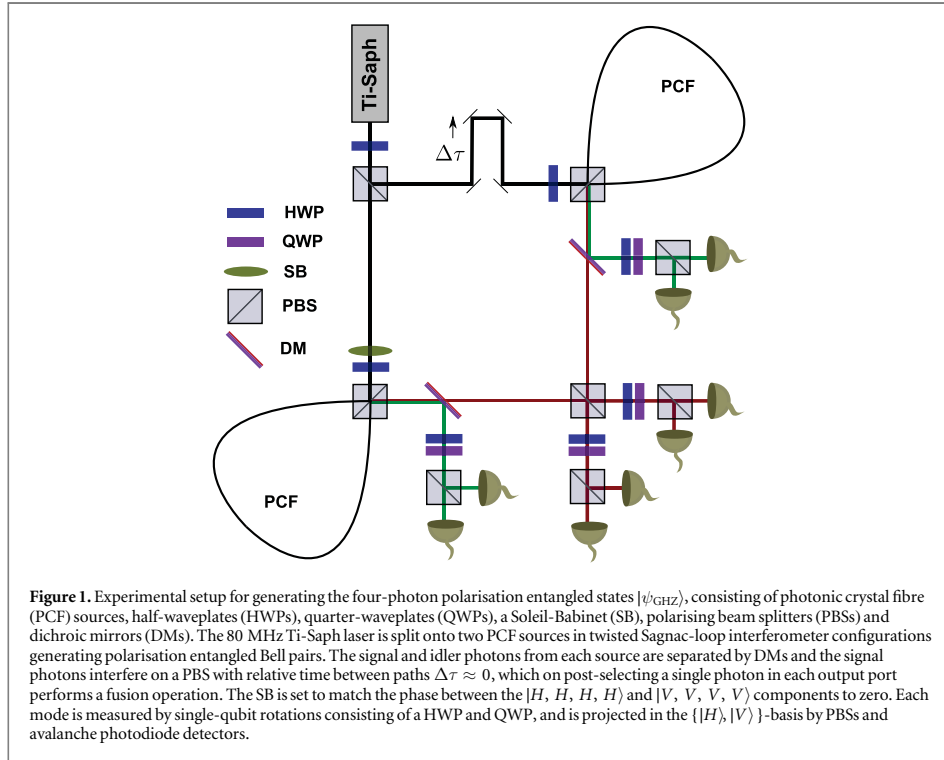 Ti-Saph
PCF
Δτ
HWP
QWP
SB
PBS
DM
PCF
Figure 1. Experimental setup for generating the four-photon polarisation entangled states |ψGHZ⟩, consisting of photonic crystal fibre
(PCF) sources, half-waveplates (HWPs), quarter-waveplates (QWPs), a Soleil-Babinet (SB), polarising beam splitters (PBSs) and
dichroic mirrors (DMs). The 80 MHz Ti-Saph laser is split onto two PCF sources in twisted Sagnac-loop interferometer configurations
generating polarisation entangled Bell pairs. The signal and idler photons from each source are separated by DMs and the signal
photons interfere on a PBS with relative time between paths Δτ ≈ 0, which on post-selecting a single photon in each output port
performs a fusion operation. The SB is set to match the phase between the |H, H, H, H⟩ and |V, V, V, V⟩ components to zero. Each
mode is measured by single-qubit rotations consisting of a HWP and QWP, and is projected in the {|H⟩, |V⟩}-basis by PBSs and
avalanche photodiode detectors.